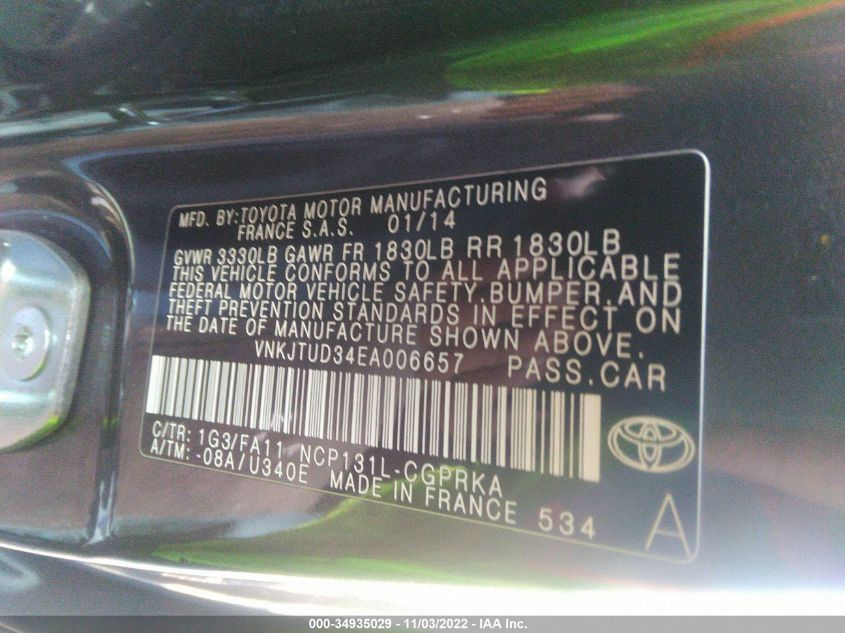 MFD. BY: TOYOTA MOTOR MANUFACTURING
FRANCE S.A.S. 01/14
GVWR 3330LB GAWR FR 1830LB RR 1830LB
THIS VEHICLE CONFORMS TO ALL APPLICABLE
FEDERAL MOTOR VEHICLE SAFETY, BUMPER, AND
THEFT PREVENTION STANDARDS IN EFFECT ON
THE DATE OF MANUFACTURE SHOWN ABOVE.
VNKJTUD34EA006657 PASS.CAR
C/TR: 1G3/FA11 NCP131L-CGPRKA
A/TM: -08A/U340E MADE IN FRANCE 534
A
000-34935029 - 11/03/2022 - IAA Inc.